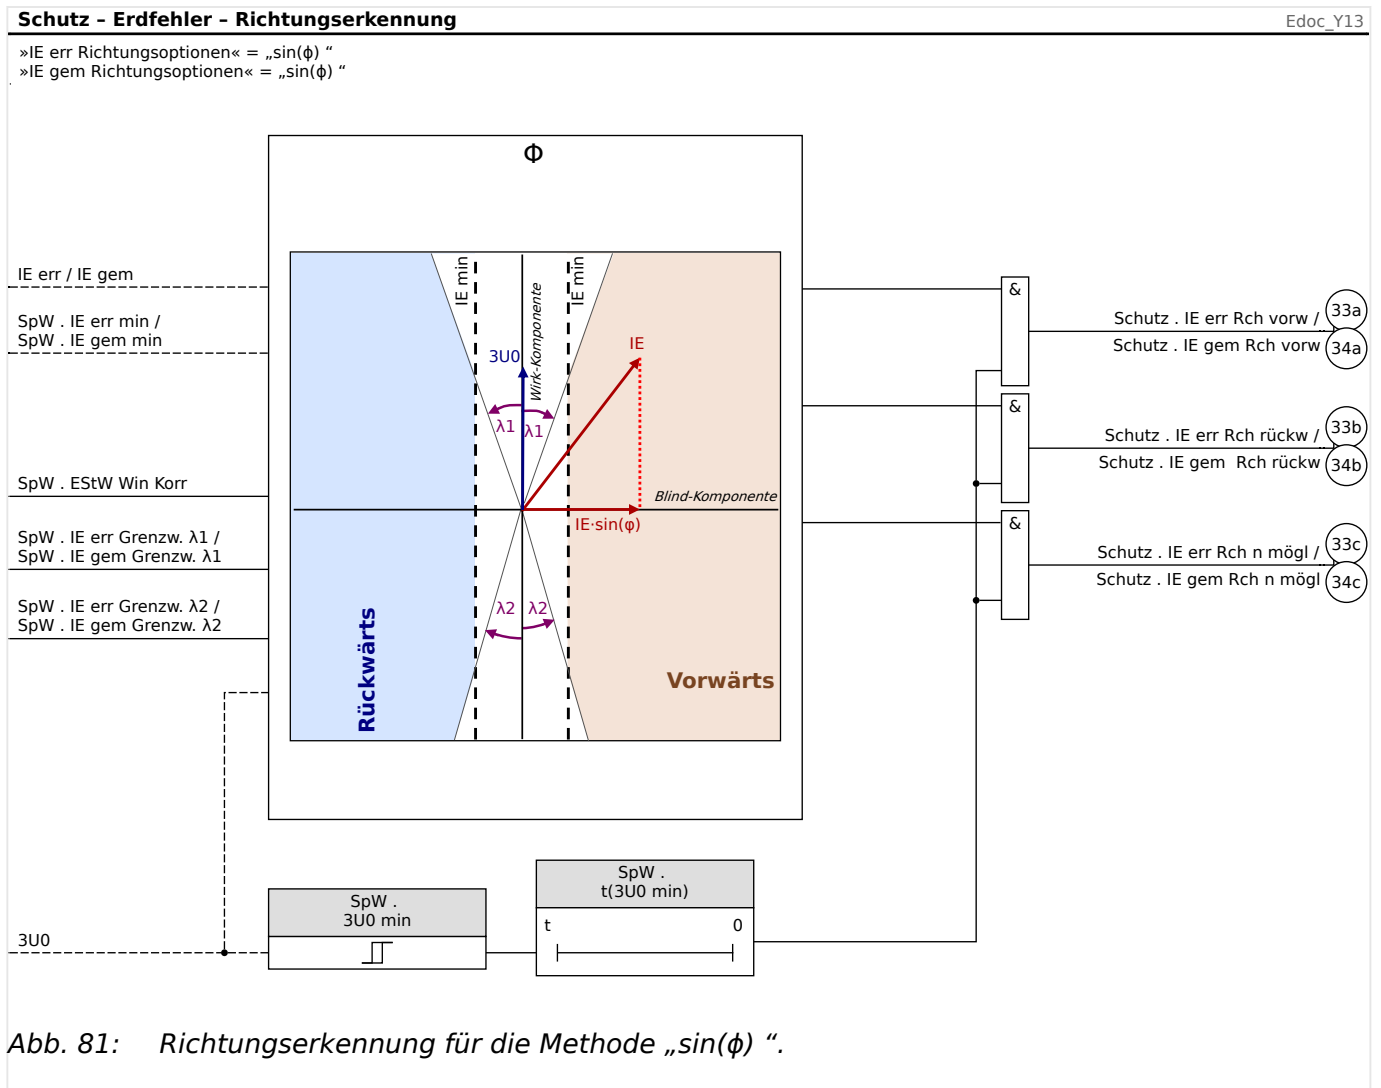 Schutz – Erdfehler – Richtungserkennung
Edoc_Y13
»IE err Richtungsoptionen« = „sin(ϕ) “
»IE gem Richtungsoptionen« = „sin(ϕ) “
Φ
IE err / IE gem
SpW . IE err min /
SpW . IE gem min
SpW . EStW Win Korr
SpW . IE err Grenzw. λ1 /
SpW . IE gem Grenzw. λ1
SpW . IE err Grenzw. λ2 /
SpW . IE gem Grenzw. λ2
3U0
IE min
IE min
Wirk-Komponente
3U0
IE
λ1
λ1
Blind-Komponente
IE·sin(φ)
λ2
λ2
Rückwärts
Vorwärts
&
Schutz . IE err Rch vorw /
33a
Schutz . IE gem Rch vorw
34a
&
Schutz . IE err Rch rückw /
33b
Schutz . IE gem  Rch rückw
34b
&
Schutz . IE err Rch n mögl /
33c
Schutz . IE gem Rch n mögl
34c
SpW .
3U0 min
SpW .
t(3U0 min)
t
0
Abb. 81: Richtungserkennung für die Methode „sin(ϕ) “.